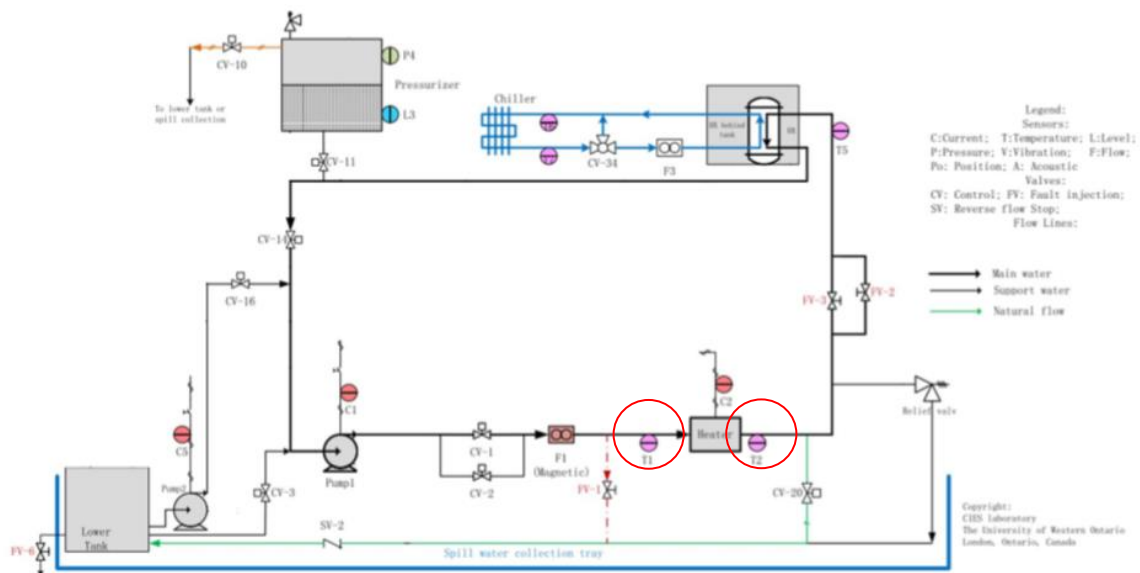 P4
CV-10
Pressurizer
To lower tank or
spill collection
L3
CV-11
Chiller
HX behind
tank
HX
CV-34
F3
T5
Legend:
Sensors:
C:Current; T:Temperature; L:Level;
P:Pressure; V:Vibration; F:Flow;
Po: Position; A: Acoustic
Valves:
CV: Control; FV: Fault injection;
SV: Reverse flow Stop;
Flow Lines:
Main water
Support water
Natural flow
CV-16
FV-3
FV-2
C1
C2
C5
Relief valv
Pump1
CV-1
CV-2
F1
(Magnetic)
T1
Heater
T2
Pump2
CV-3
FV-1
CV-20
Lower
Tank
FV-6
SV-2
Spill water collection tray
Copyright:
CIES laboratory
The University of Western Ontario
London, Ontario, Canada